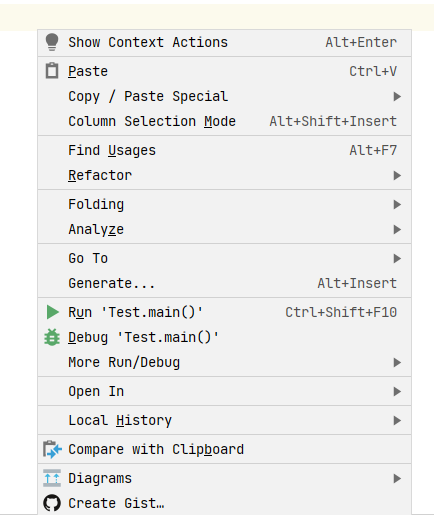 Show Context Actions Alt+Enter
Paste Ctrl+V
Copy / Paste Special
Column Selection Mode Alt+Shift+Insert
Find Usages Alt+F7
Refactor
Folding
Analyze
Go To
Generate... Alt+Insert
Run 'Test.main()' Ctrl+Shift+F10
Debug 'Test.main()'
More Run/Debug
Open In
Local History
Compare with Clipboard
Diagrams
Create Gist…